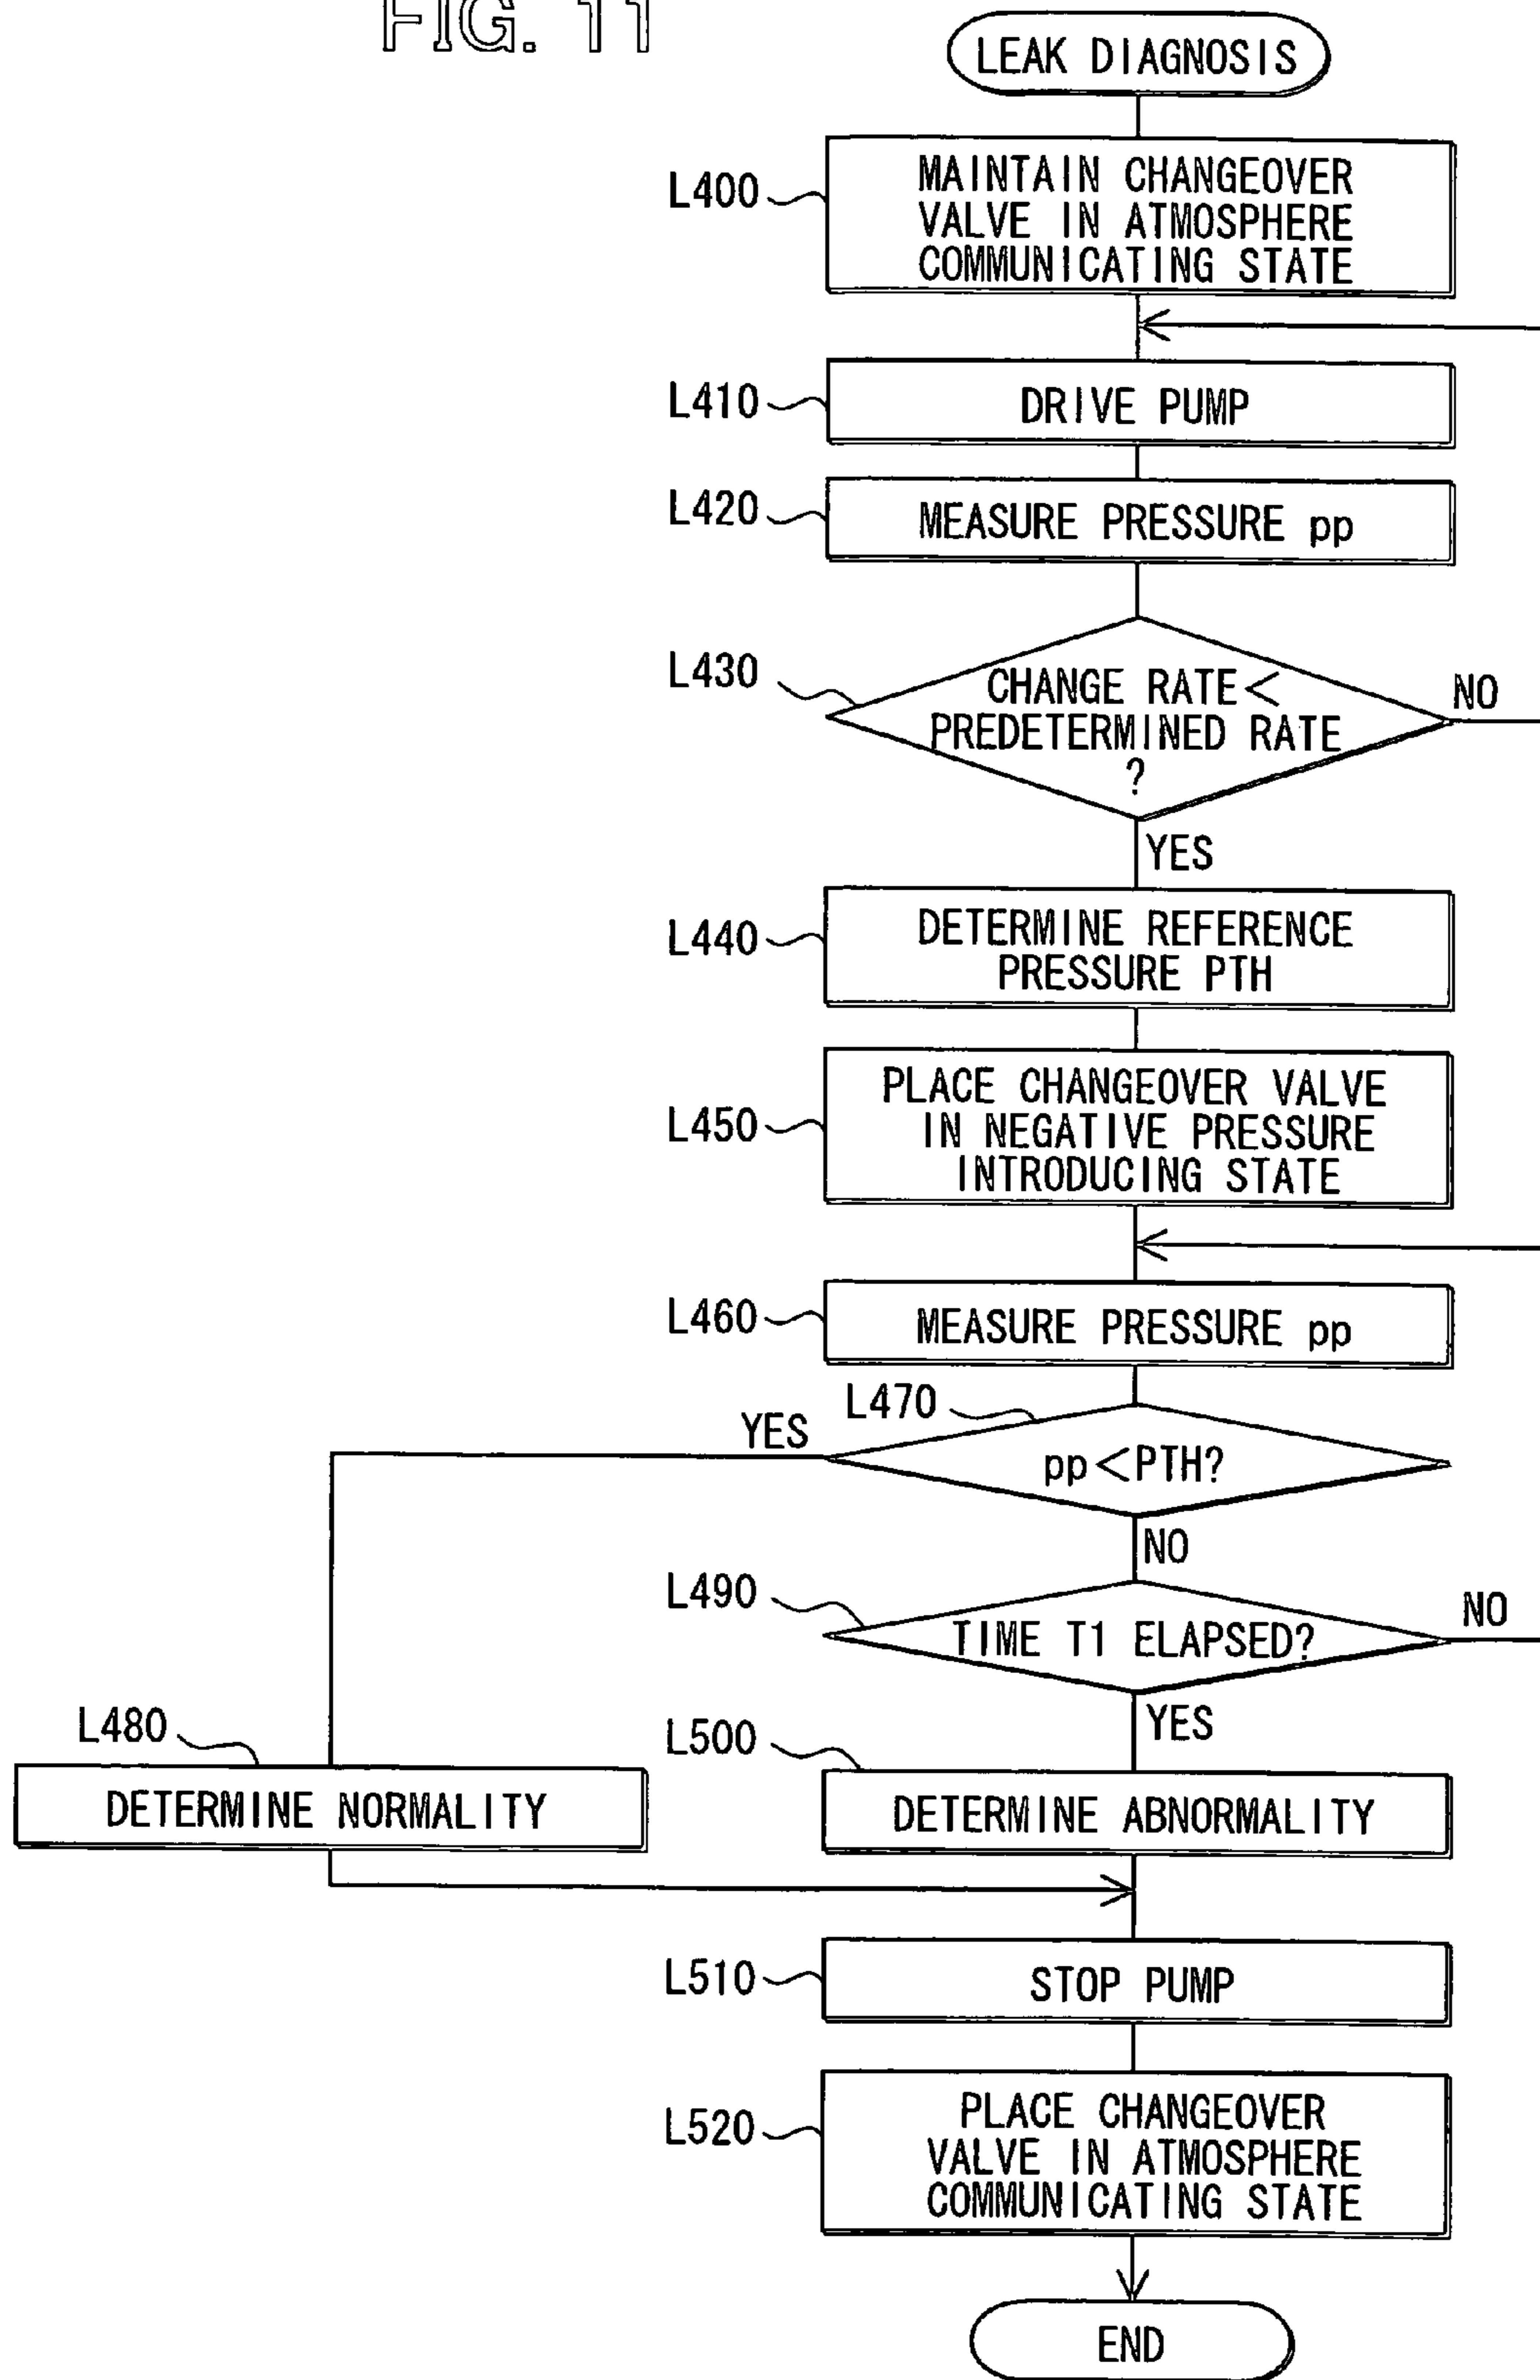 FIG. 11
LEAK DIAGNOSIS
L400
MAINTAIN CHANGEOVER
VALVE IN ATMOSPHERE
COMMUNICATING STATE
L410
DRIVE PUMP
L420
MEASURE PRESSURE pp
L430
CHANGE RATE<
PREDETERMINED RATE
?
NO
YES
L440
DETERMINE REFERENCE
PRESSURE PTH
L450
PLACE CHANGEOVER VALVE
IN NEGATIVE PRESSURE
INTRODUCING STATE
L460
MEASURE PRESSURE pp
L470
YES
pp<PTH?
NO
L490
TIME T1 ELAPSED?
NO
YES
L480
DETERMINE NORMALITY
L500
DETERMINE ABNORMALITY
L510
STOP PUMP
L520
PLACE CHANGEOVER
VALVE IN ATMOSPHERE
COMMUNICATING STATE
END